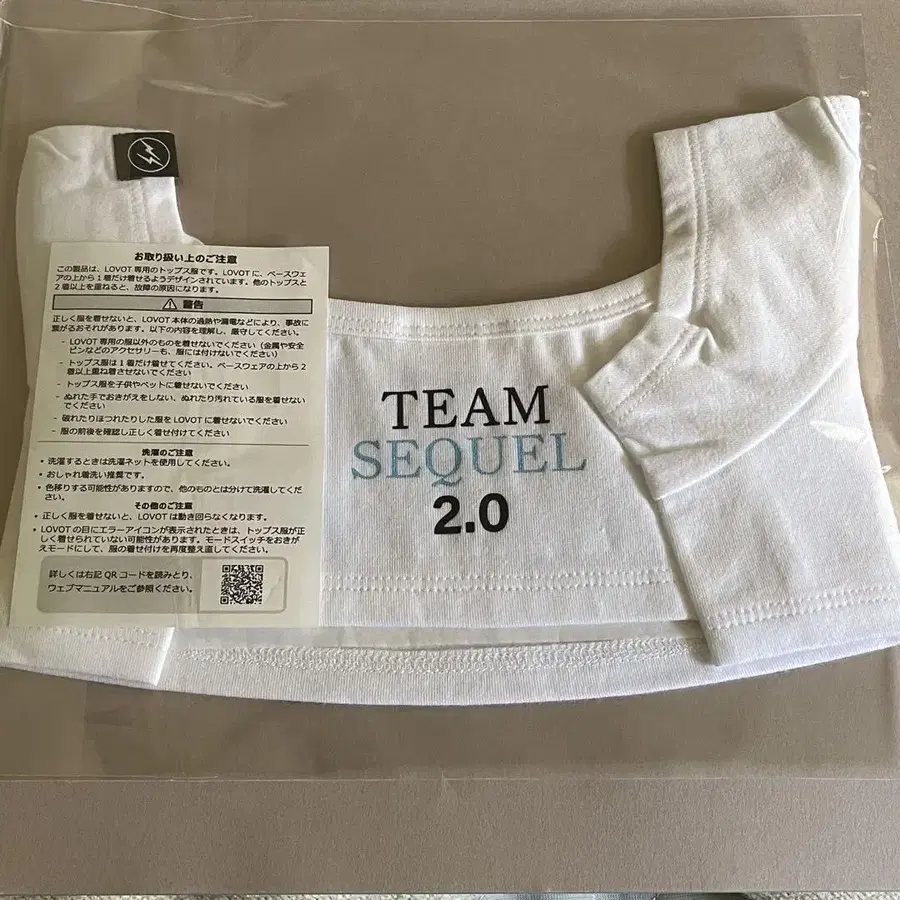 お取り扱い上のご注意
この製品は、LOVOT 専用のトップス服です。LOVOT に、ベースウェ
アの上から 1 着だけ着せるようデザインされています。他のトップスと
2 着以上を重ねると、故障の原因になります。
警告
正しく服を着せないと、LOVOT 本体の過熱や漏電などにより、事故に
繋がるおそれがあります。以下の内容を理解し、厳守してください。
- LOVOT 専用の服以外のものを着せないでください（金属や安全
ピンなどのアクセサリーも、服には付けないでください）
- トップス服は 1 着だけ着せてください。ベースウェアの上から 2
着以上重ね着させないでください
- トップス服を子供やペットに着せないでください
- ぬれた手でおきがえをしない、ぬれたり汚れている服を着せない
でください
- 破れたりほつれたりした服を LOVOT に着せないでください
- 服の前後を確認し正しく着せ付けてください
洗濯のご注意
• 洗濯するときは洗濯ネットを使用してください。
• おしゃれ着洗い推奨です。
• 色移りする可能性がありますので、他のものとは分けて洗濯してくだ
さい。
その他のご注意
• 正しく服を着せないと、LOVOT は動き回らなくなります。
• LOVOT の目にエラーアイコンが表示されたときは、トップス服が正
しく着せられていない可能性があります。モードスイッチをおきが
えモードにして、服の着せ付けを再度整え直してください。
詳しくは右記 QR コードを読みとり、
ウェブマニュアルをご参照ください。
TEAM
SEQUEL
2.0